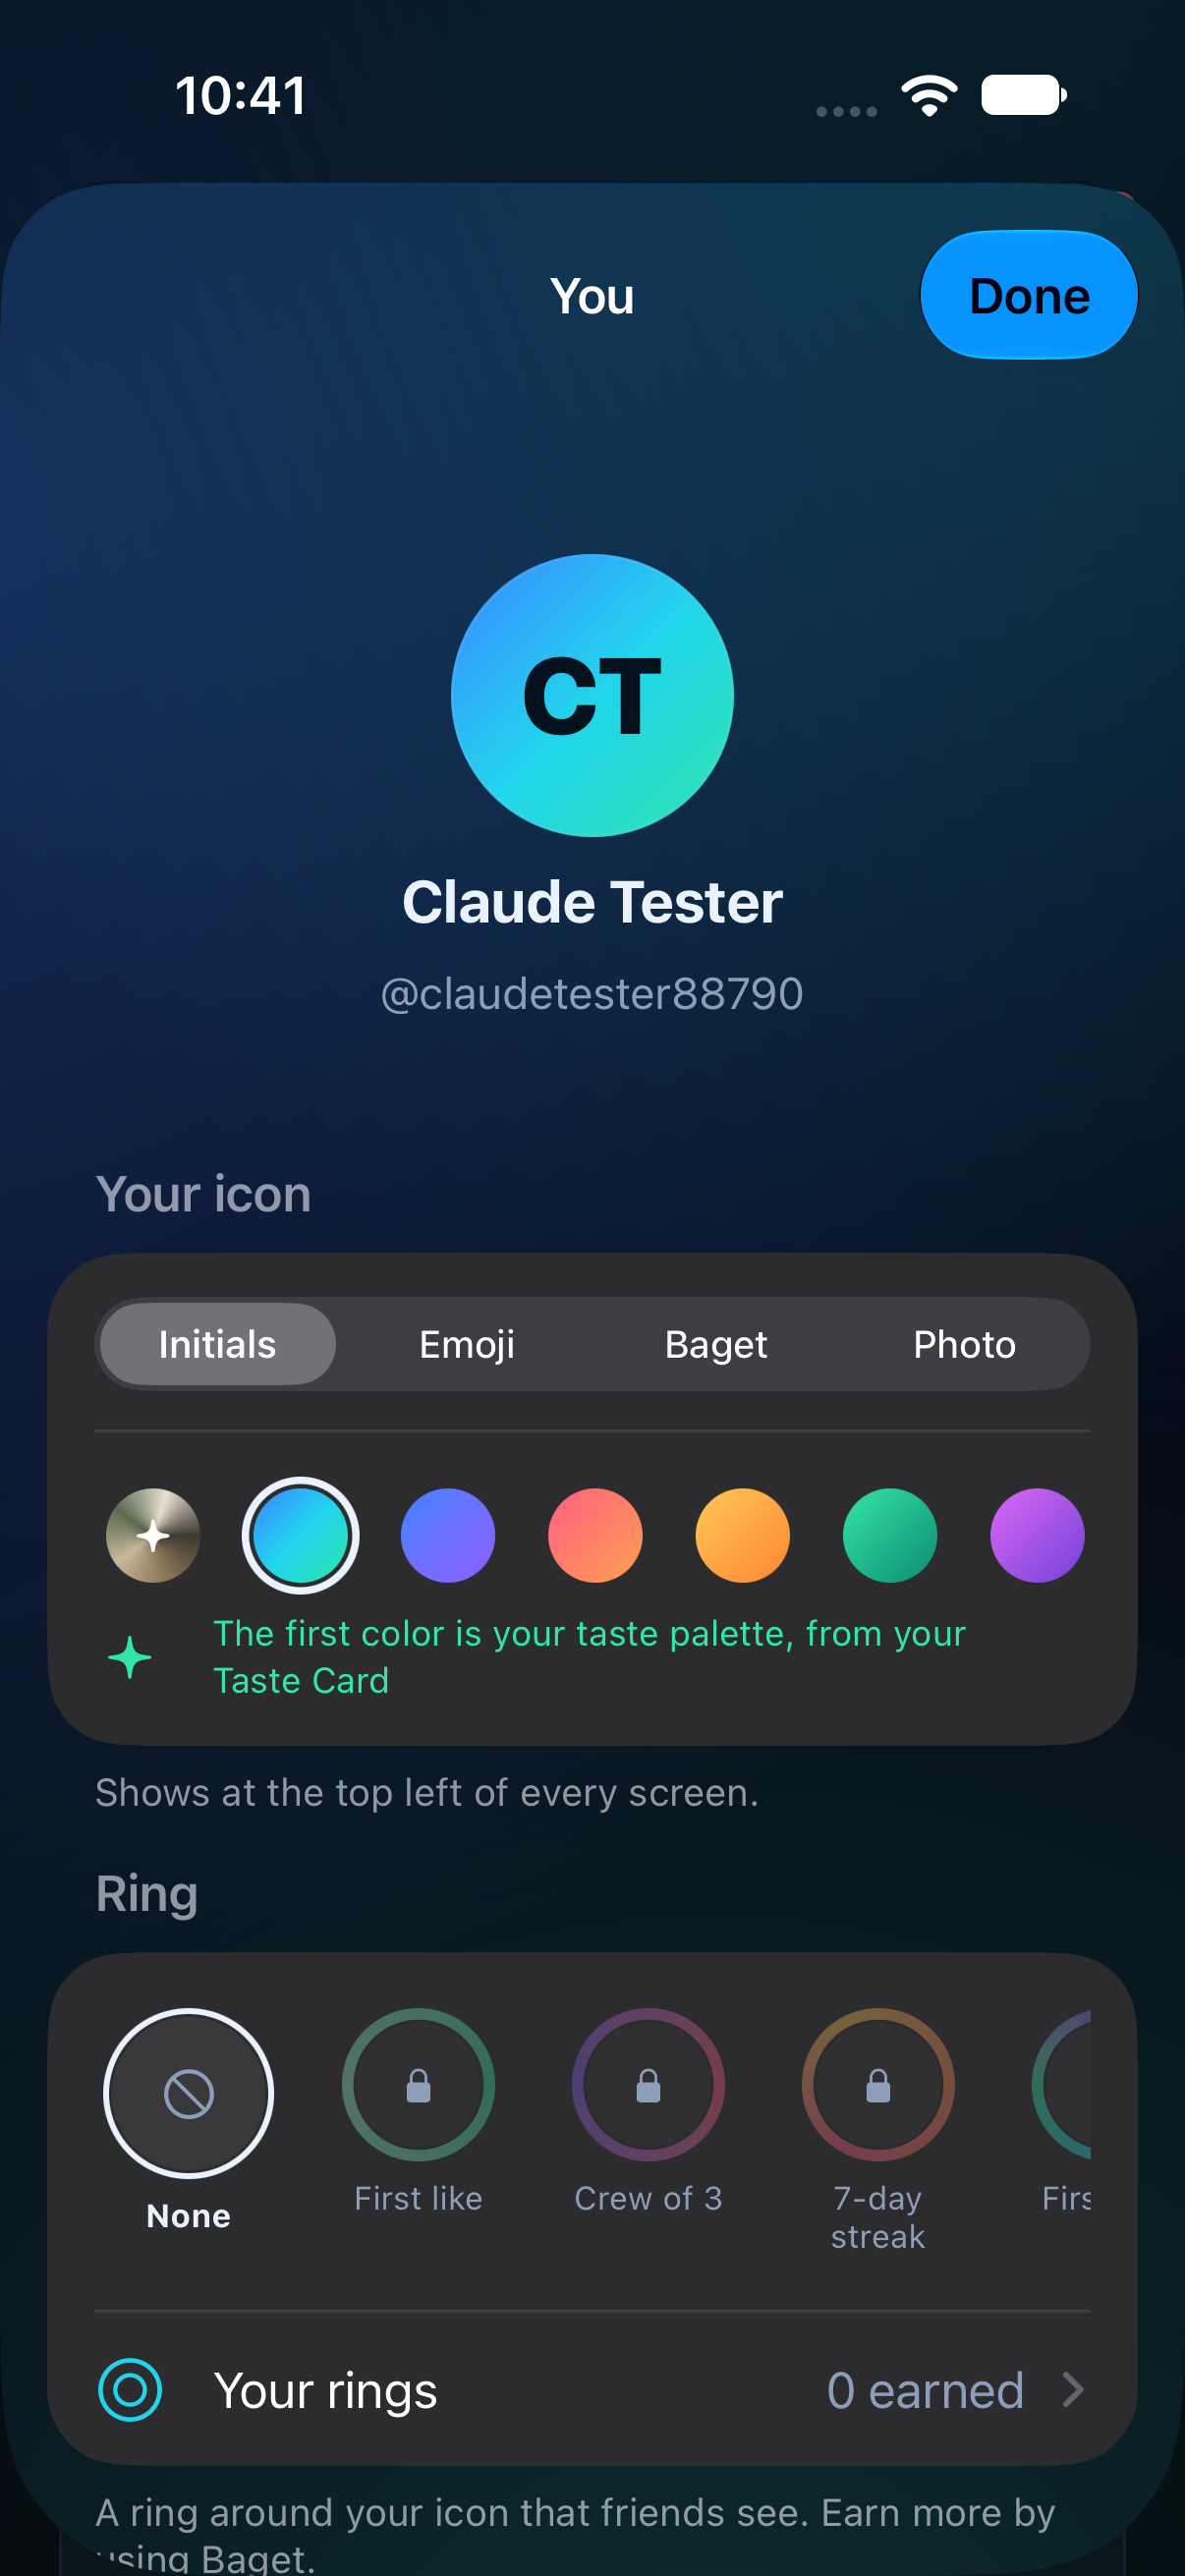 10:41
You
Done
CT
Claude Tester
@claudetester88790
Your icon
Initials
Emoji
Baget
Photo
The first color is your taste palette, from your
Taste Card
Shows at the top left of every screen.
Ring
None
First like
Crew of 3
7-day
streak
Your rings
0 earned
A ring around your icon that friends see. Earn more by
using Baget.